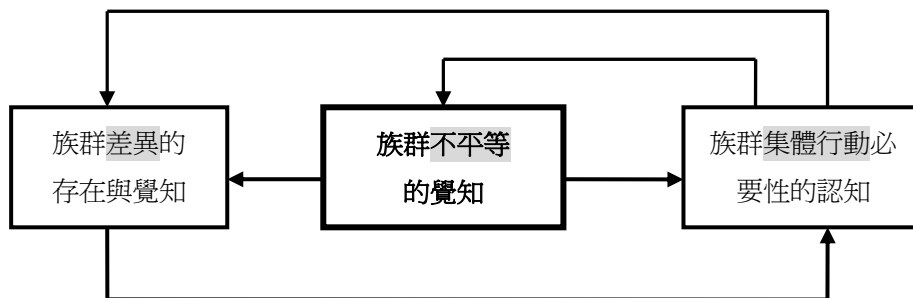 族群差異的
存在與覺知
族群不平等
的覺知
族群集體行動必
要性的認知